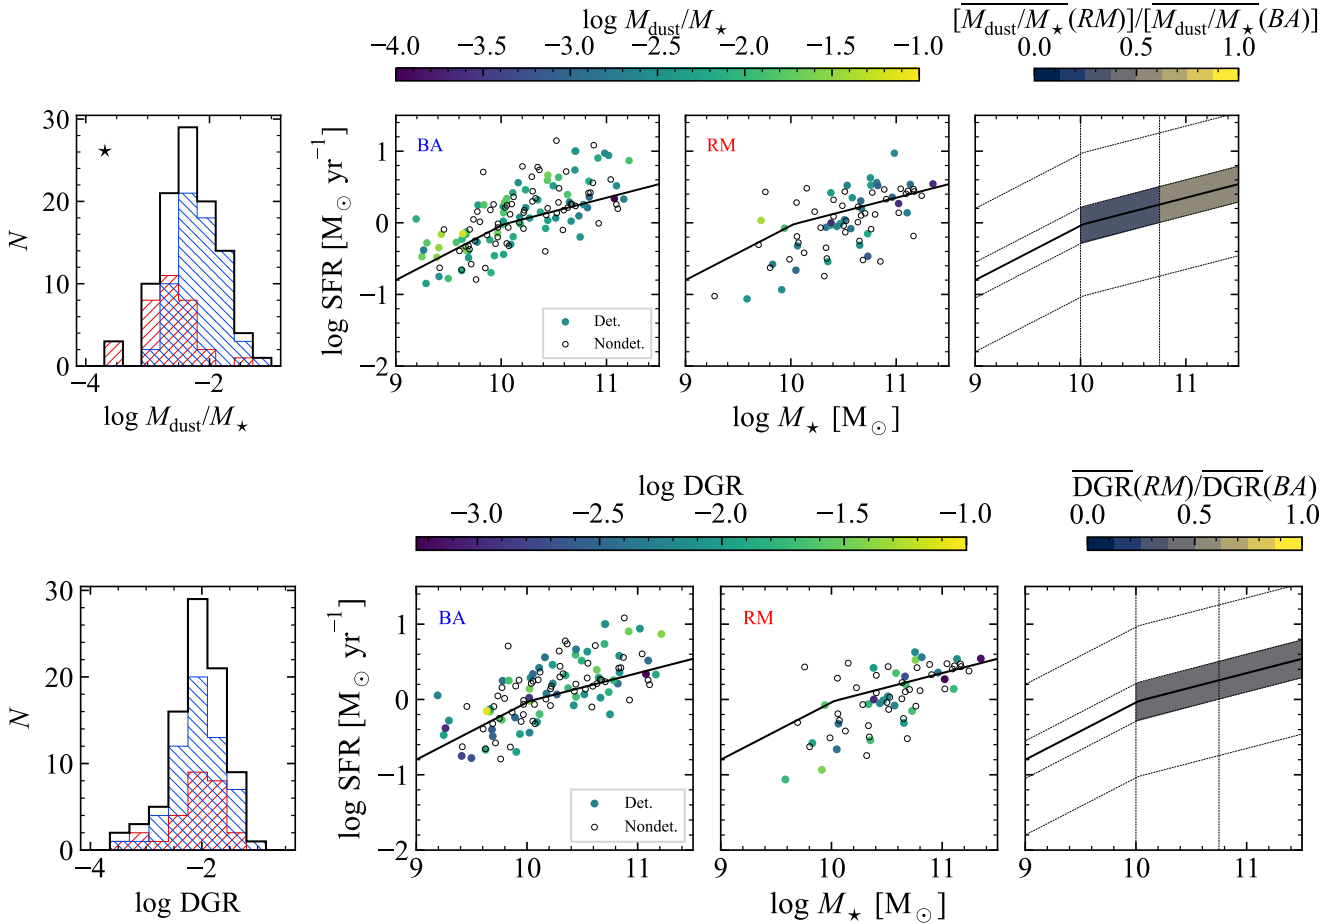 log M_dust/M_⋆
[M_dust/M_⋆(RM)]/[M_dust/M_⋆(BA)]
−4.0 −3.5 −3.0 −2.5 −2.0 −1.5 −1.0
0.0 0.5 1.0
30
20
10
0
N
★
−4 −2
log M_dust/M_⋆
log SFR [M_⊙ yr⁻¹]
1
0
−1
−2
BA
Det.
Nondet.
RM
9 10 11
9 10 11
9 10 11
log M_⋆ [M_⊙]
log DGR
DGR(RM)/DGR(BA)
−3.0 −2.5 −2.0 −1.5 −1.0
0.0 0.5 1.0
30
20
10
0
N
−4 −2
log DGR
log SFR [M_⊙ yr⁻¹]
1
0
−1
−2
BA
Det.
Nondet.
RM
9 10 11
9 10 11
9 10 11
log M_⋆ [M_⊙]